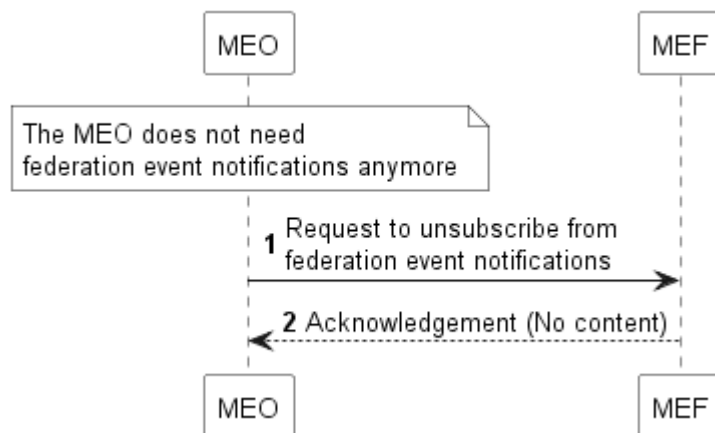 MEO MEF
The MEO does not need
federation event notifications anymore
1 Request to unsubscribe from
federation event notifications
2 Acknowledgement (No content)
MEO MEF